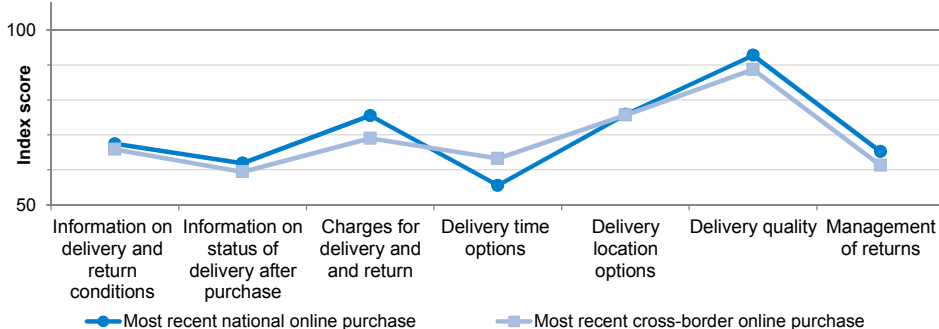 100
Index score
50
Information on
delivery and
return
conditions
Information on
status of
delivery after
purchase
Charges for
delivery and
and return
Delivery time
options
Delivery
location
options
Delivery quality
Management
of returns
Most recent national online purchase
Most recent cross-border online purchase